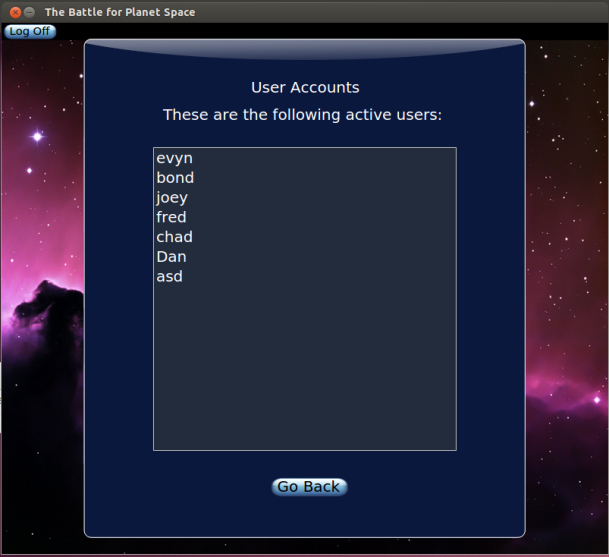 The Battle for Planet Space
Log Off
User Accounts
These are the following active users:
evyn
bond
joey
fred
chad
Dan
asd
Go Back